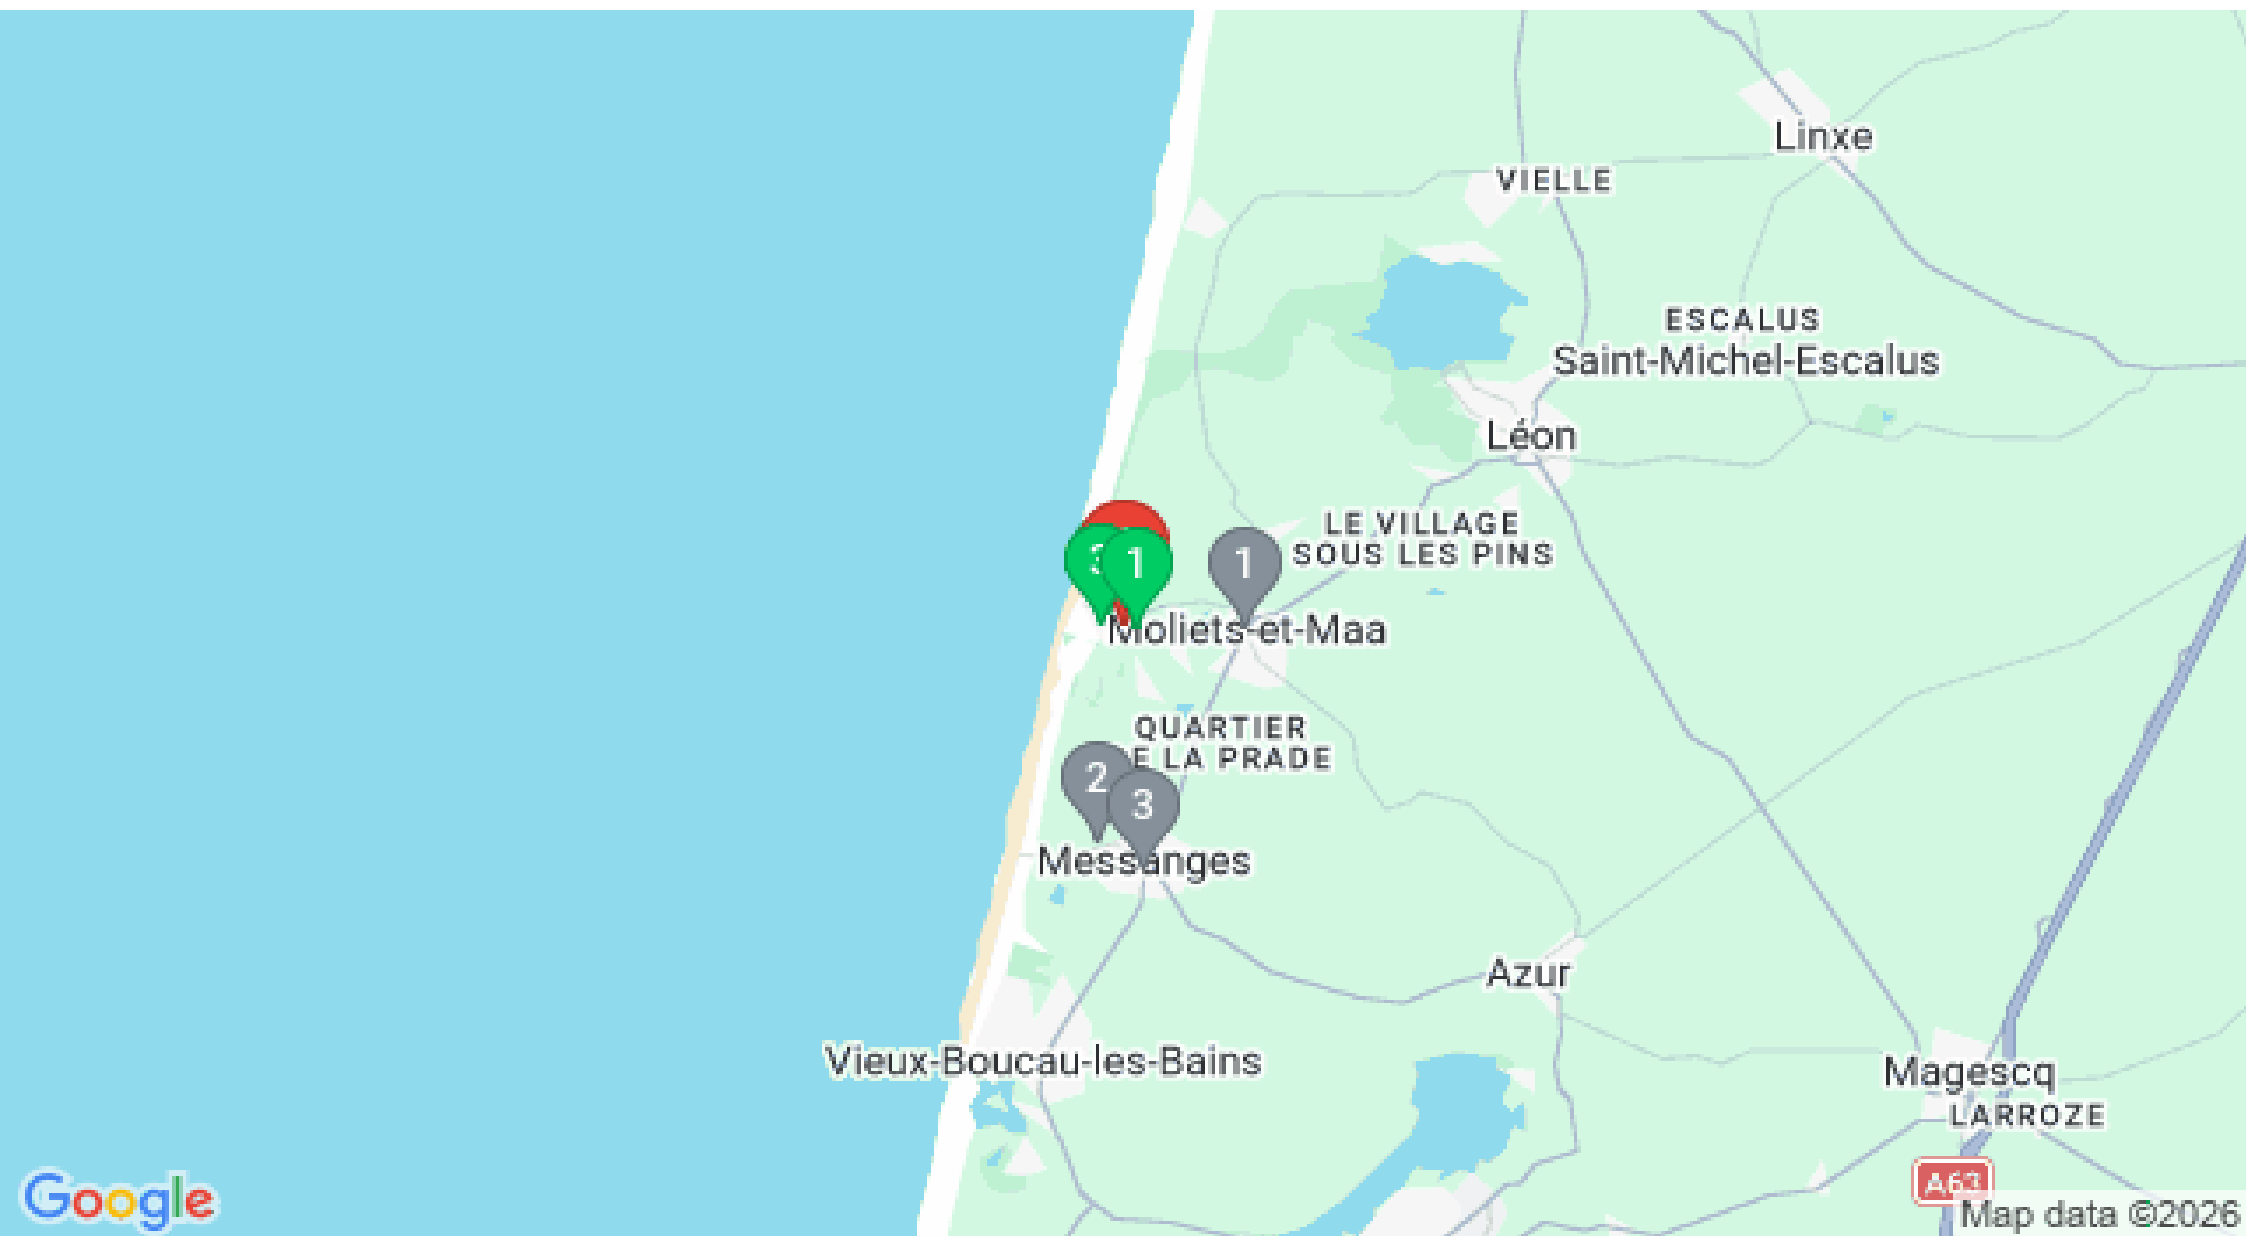 Linxe
VIELLE
ESCALUS
Saint-Michel-Escalus
Léon
LE VILLAGE
SOUS LES PINS
3
1
1
Moliets-et-Maa
QUARTIER
E LA PRADE
2
3
Messanges
Azur
Vieux-Boucau-les-Bains
Magescq
LARROZE
A63
Google
Map data ©2026